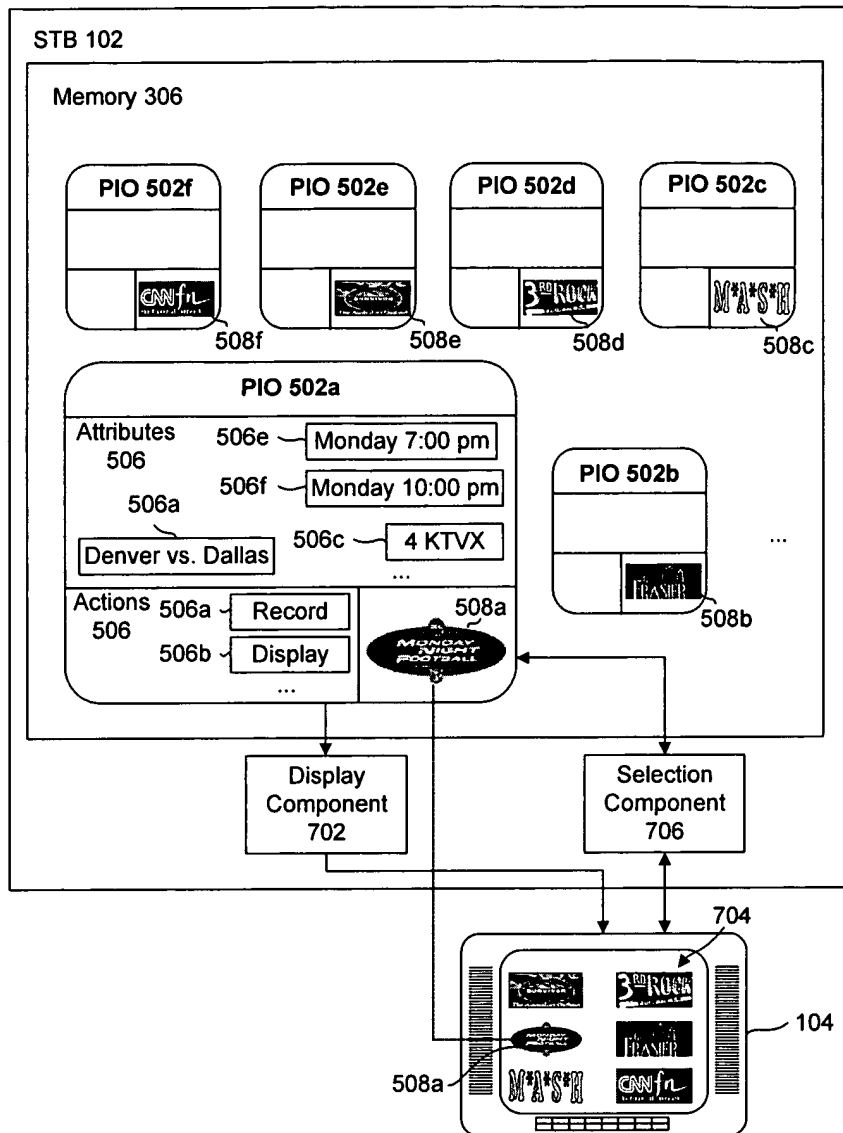 STB 102
Memory 306
PIO 502f
PIO 502e
PIO 502d
PIO 502c
CNNfn
3RD ROCK
M*A*S*H
508f
508e
508d
508c
PIO 502a
Attributes
506
506e
Monday 7:00 pm
506f
Monday 10:00 pm
506a
Denver vs. Dallas
506c
4 KTVX
...
PIO 502b
...
FRASIER
508b
Actions
506
506a
Record
506b
Display
...
508a
MONDAY
NIGHT
FOOTBALL
Display
Component
702
Selection
Component
706
704
3RD ROCK
MONDAY
NIGHT
FOOTBALL
FRASIER
104
508a
M*A*S*H
CNNfn